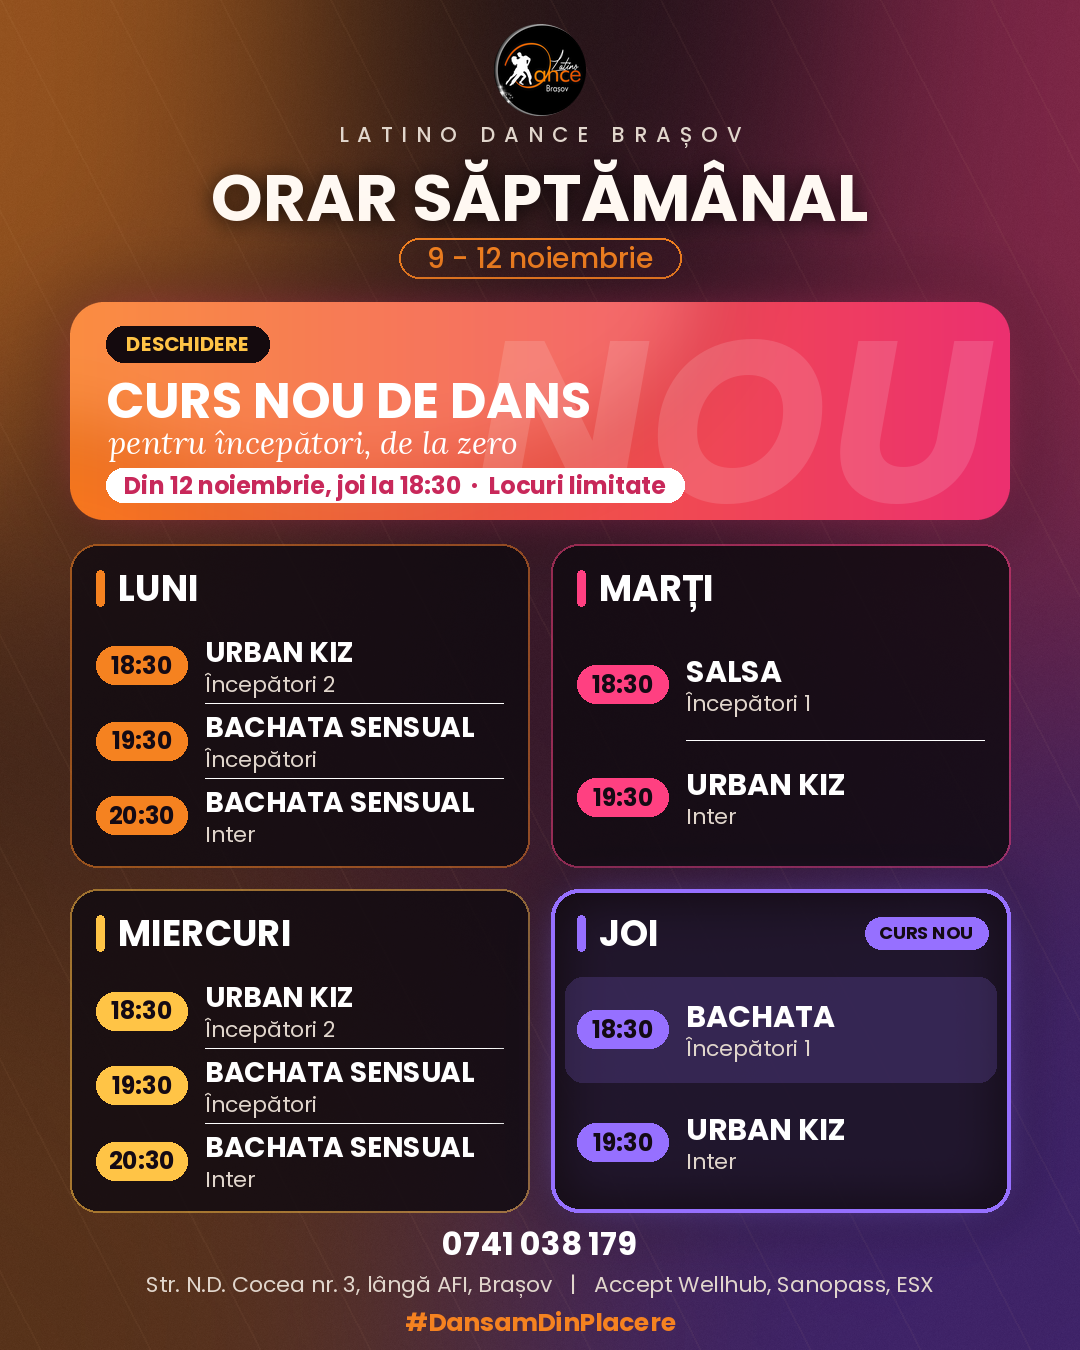 Latino
Dance
Brașov
LATINO DANCE BRAȘOV
ORAR SĂPTĂMÂNAL
9 - 12 noiembrie
NOU
DESCHIDERE
CURS NOU DE DANS
pentru începători, de la zero
Din 12 noiembrie, joi la 18:30 · Locuri limitate
LUNI
18:30 URBAN KIZ
Începători 2
19:30 BACHATA SENSUAL
Începători
20:30 BACHATA SENSUAL
Inter
MARȚI
18:30 SALSA
Începători 1
19:30 URBAN KIZ
Inter
MIERCURI
18:30 URBAN KIZ
Începători 2
19:30 BACHATA SENSUAL
Începători
20:30 BACHATA SENSUAL
Inter
JOI CURS NOU
18:30 BACHATA
Începători 1
19:30 URBAN KIZ
Inter
0741 038 179
Str. N.D. Cocea nr. 3, lângă AFI, Brașov | Accept Wellhub, Sanopass, ESX
#DansamDinPlacere